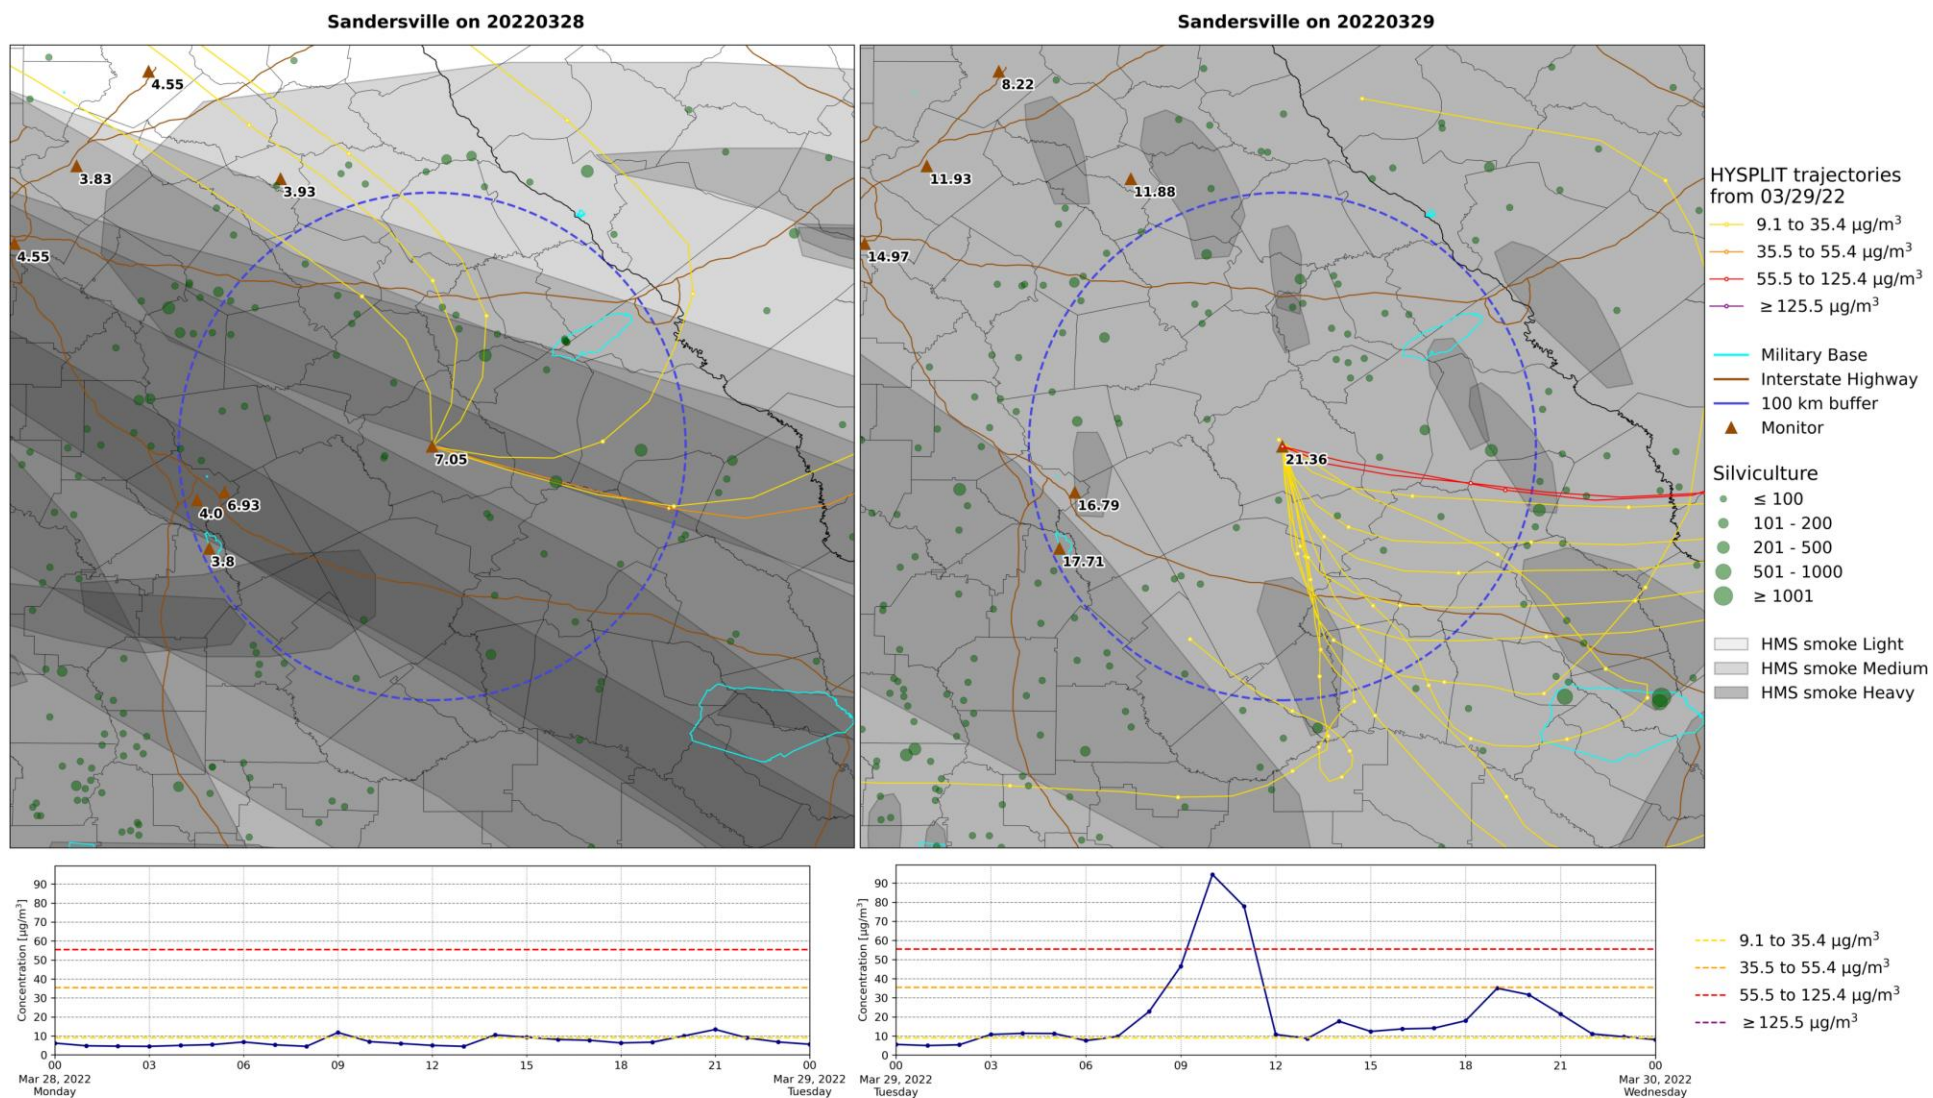 Sandersville on 20220328
4.55
3.83
3.93
4.55
7.05
6.93
4.0
3.8
Sandersville on 20220329
8.22
11.93
11.88
14.97
21.36
16.79
17.71
HYSPLIT trajectories
from 03/29/22
9.1 to 35.4 µg/m³
35.5 to 55.4 µg/m³
55.5 to 125.4 µg/m³
≥ 125.5 µg/m³
Military Base
Interstate Highway
100 km buffer
Monitor
Silviculture
≤ 100
101 - 200
201 - 500
501 - 1000
≥ 1001
HMS smoke Light
HMS smoke Medium
HMS smoke Heavy
Concentration [µg/m³]
90
80
70
60
50
40
30
20
10
0
00 03 06 09 12 15 18 21 00
Mar 28, 2022 Mar 29, 2022
Monday Tuesday
Concentration [µg/m³]
90
80
70
60
50
40
30
20
10
0
00 03 06 09 12 15 18 21 00
Mar 29, 2022 Mar 30, 2022
Tuesday Wednesday
9.1 to 35.4 µg/m³
35.5 to 55.4 µg/m³
55.5 to 125.4 µg/m³
≥ 125.5 µg/m³